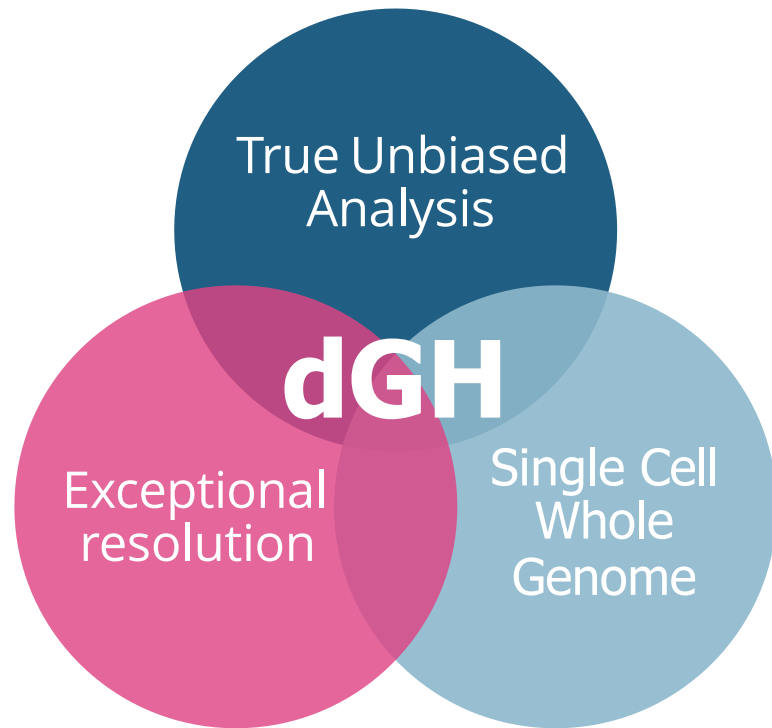 True Unbiased
Analysis
dGH
Exceptional
resolution
Single Cell
Whole
Genome